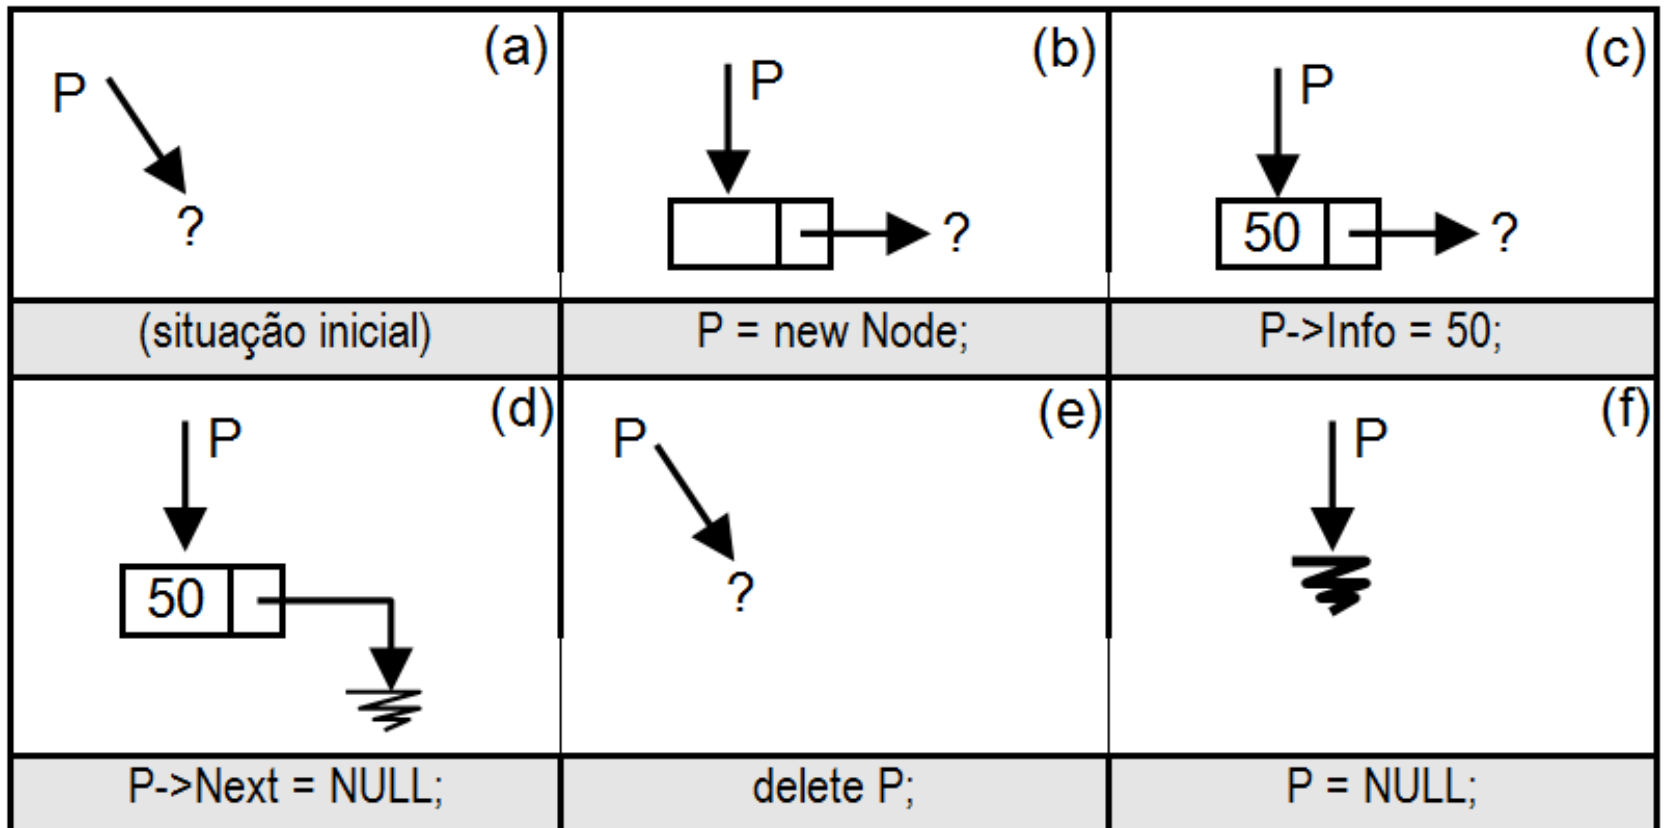 (a)
P
?
(situação inicial)
(b)
P
?
P = new Node;
(c)
P
50
?
P->Info = 50;
(d)
P
50
P->Next = NULL;
(e)
P
?
delete P;
(f)
P
P = NULL;